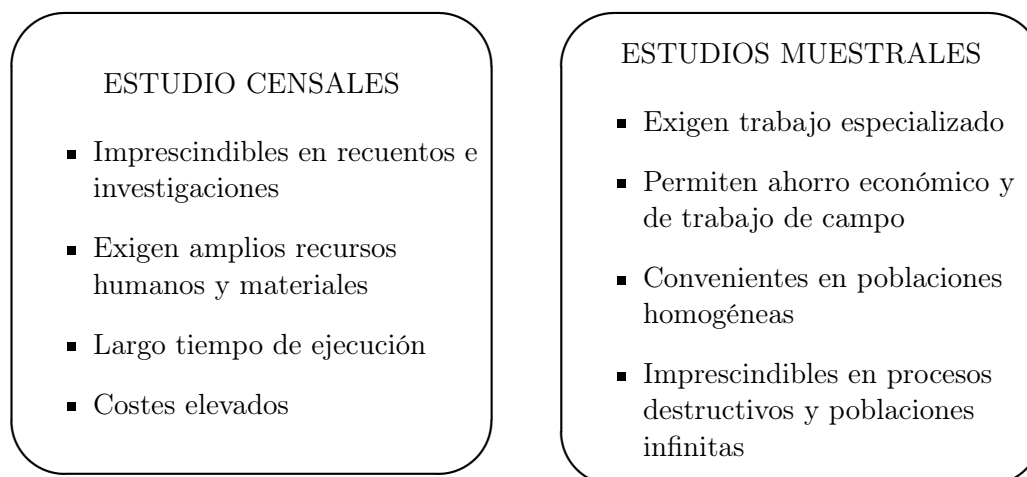 ESTUDIO CENSALES
▪ Imprescindibles en recuentos e
investigaciones
▪ Exigen amplios recursos
humanos y materiales
▪ Largo tiempo de ejecución
▪ Costes elevados
ESTUDIOS MUESTRALES
▪ Exigen trabajo especializado
▪ Permiten ahorro económico y
de trabajo de campo
▪ Convenientes en poblaciones
homogéneas
▪ Imprescindibles en procesos
destructivos y poblaciones
infinitas